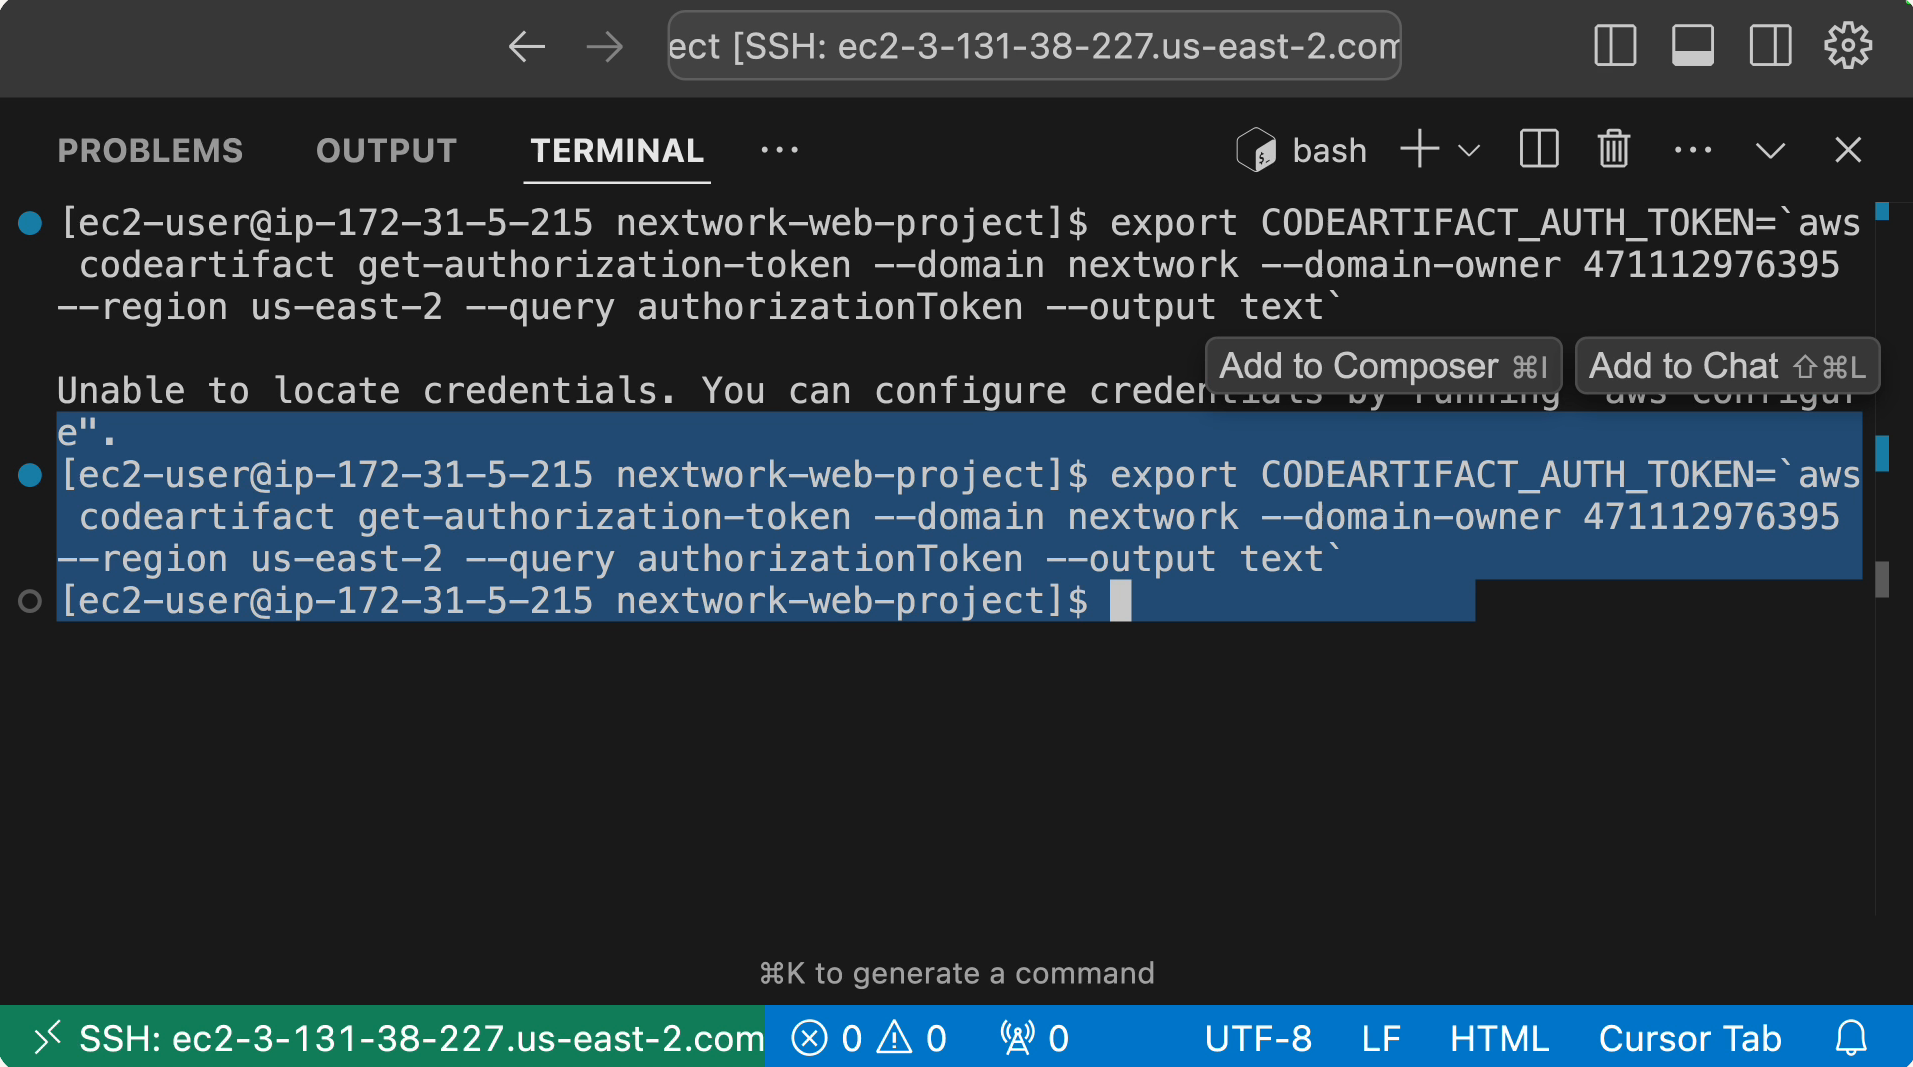 ect [SSH: ec2-3-131-38-227.us-east-2.com
PROBLEMS OUTPUT TERMINAL ··· bash
[ec2-user@ip-172-31-5-215 nextwork-web-project]$ export CODEARTIFACT_AUTH_TOKEN=`aws
codeartifact get-authorization-token --domain nextwork --domain-owner 471112976395
--region us-east-2 --query authorizationToken --output text`
Add to Composer ⌘I Add to Chat ⇧⌘L
Unable to locate credentials. You can configure credentials by running "aws configur
e".
[ec2-user@ip-172-31-5-215 nextwork-web-project]$ export CODEARTIFACT_AUTH_TOKEN=`aws
codeartifact get-authorization-token --domain nextwork --domain-owner 471112976395
--region us-east-2 --query authorizationToken --output text`
[ec2-user@ip-172-31-5-215 nextwork-web-project]$
⌘K to generate a command
SSH: ec2-3-131-38-227.us-east-2.com 0 0 0 UTF-8 LF HTML Cursor Tab